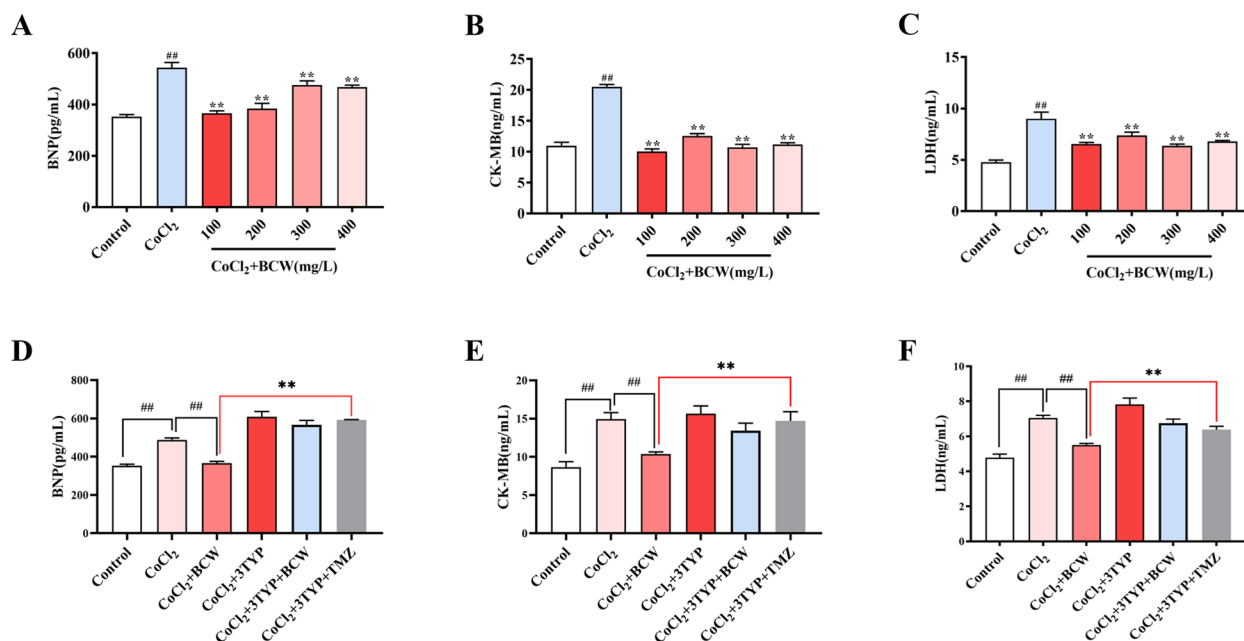 A
BNP(pg/mL)
600
400
200
0
##
**
**
**
**
Control
CoCl₂
100
200
300
400
CoCl₂+BCW(mg/L)
B
CK-MB(ng/mL)
25
20
15
10
5
0
##
**
**
**
**
Control
CoCl₂
100
200
300
400
CoCl₂+BCW(mg/L)
C
LDH(ng/mL)
15
10
5
0
##
**
**
**
**
Control
CoCl₂
100
200
300
400
CoCl₂+BCW(mg/L)
D
BNP(pg/mL)
800
600
400
200
0
##
##
**
Control
CoCl₂
CoCl₂+BCW
CoCl₂+3TYP
CoCl₂+3TYP+BCW
CoCl₂+3TYP+TMZ
E
CK-MB(ng/mL)
20
15
10
5
0
##
##
**
Control
CoCl₂
CoCl₂+BCW
CoCl₂+3TYP
CoCl₂+3TYP+BCW
CoCl₂+3TYP+TMZ
F
LDH(ng/mL)
10
8
6
4
2
0
##
##
**
Control
CoCl₂
CoCl₂+BCW
CoCl₂+3TYP
CoCl₂+3TYP+BCW
CoCl₂+3TYP+TMZ